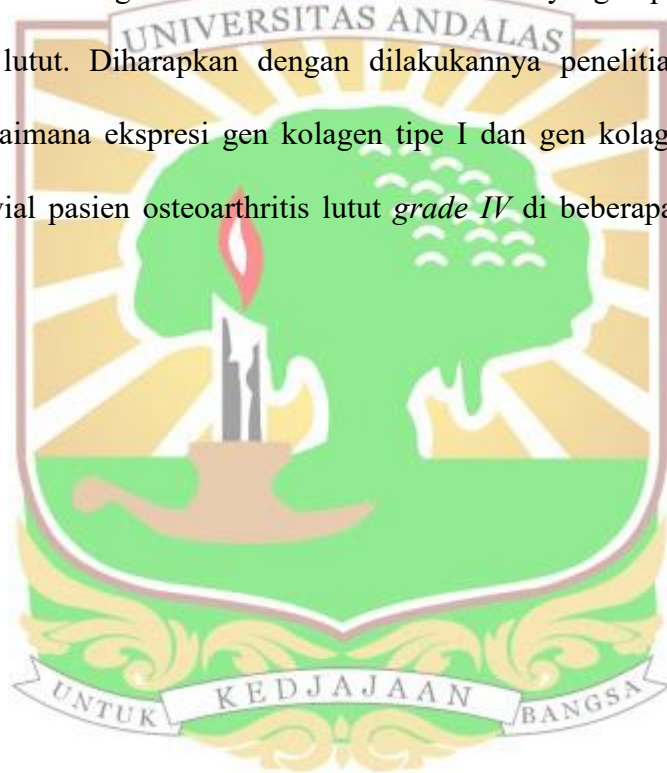 UNIVERSITAS ANDALAS
lutut. Diharapkan dengan dilakukannya penelitia
aimana ekspresi gen kolagen tipe I dan gen kolag
vial pasien osteoarthritis lutut grade IV di beberapa
UNTUK KEDJAJAAN BANGSA